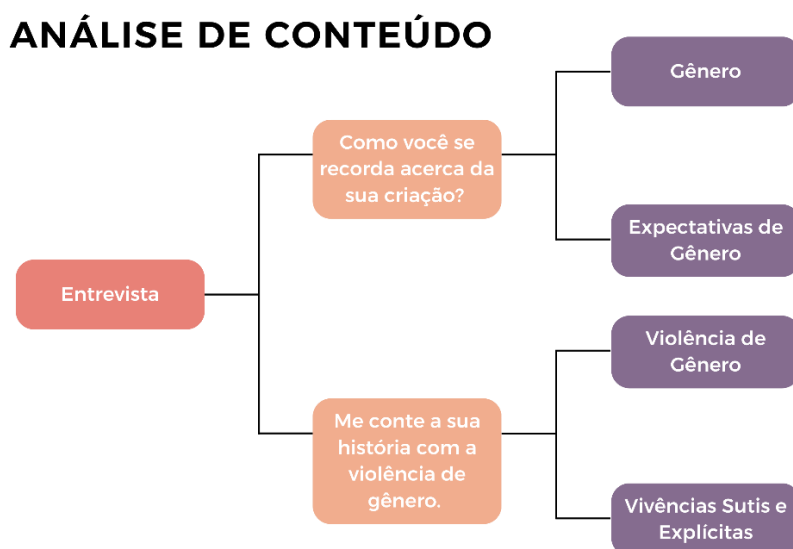 ANÁLISE DE CONTEÚDO
Gênero
Como você se
recorda acerca da
sua criação?
Expectativas de
Gênero
Entrevista
Violência de
Gênero
Me conte a sua
história com a
violência de
gênero.
Vivências Sutis e
Explícitas